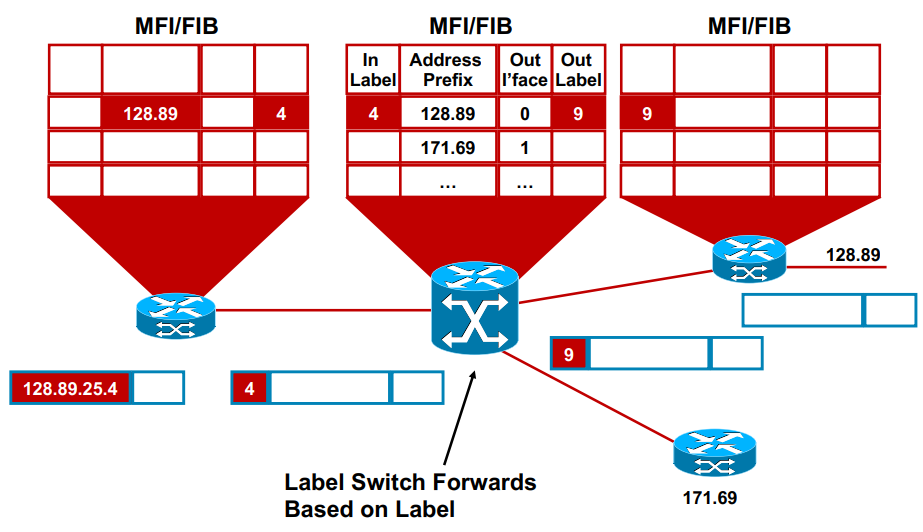 MFI/FIB
MFI/FIB
MFI/FIB
In Label
Address Prefix
Out I'face
Out Label
128.89
4
4
128.89
0
9
9
171.69
1
...
...
128.89
9
128.89.25.4
4
Label Switch Forwards
Based on Label
171.69